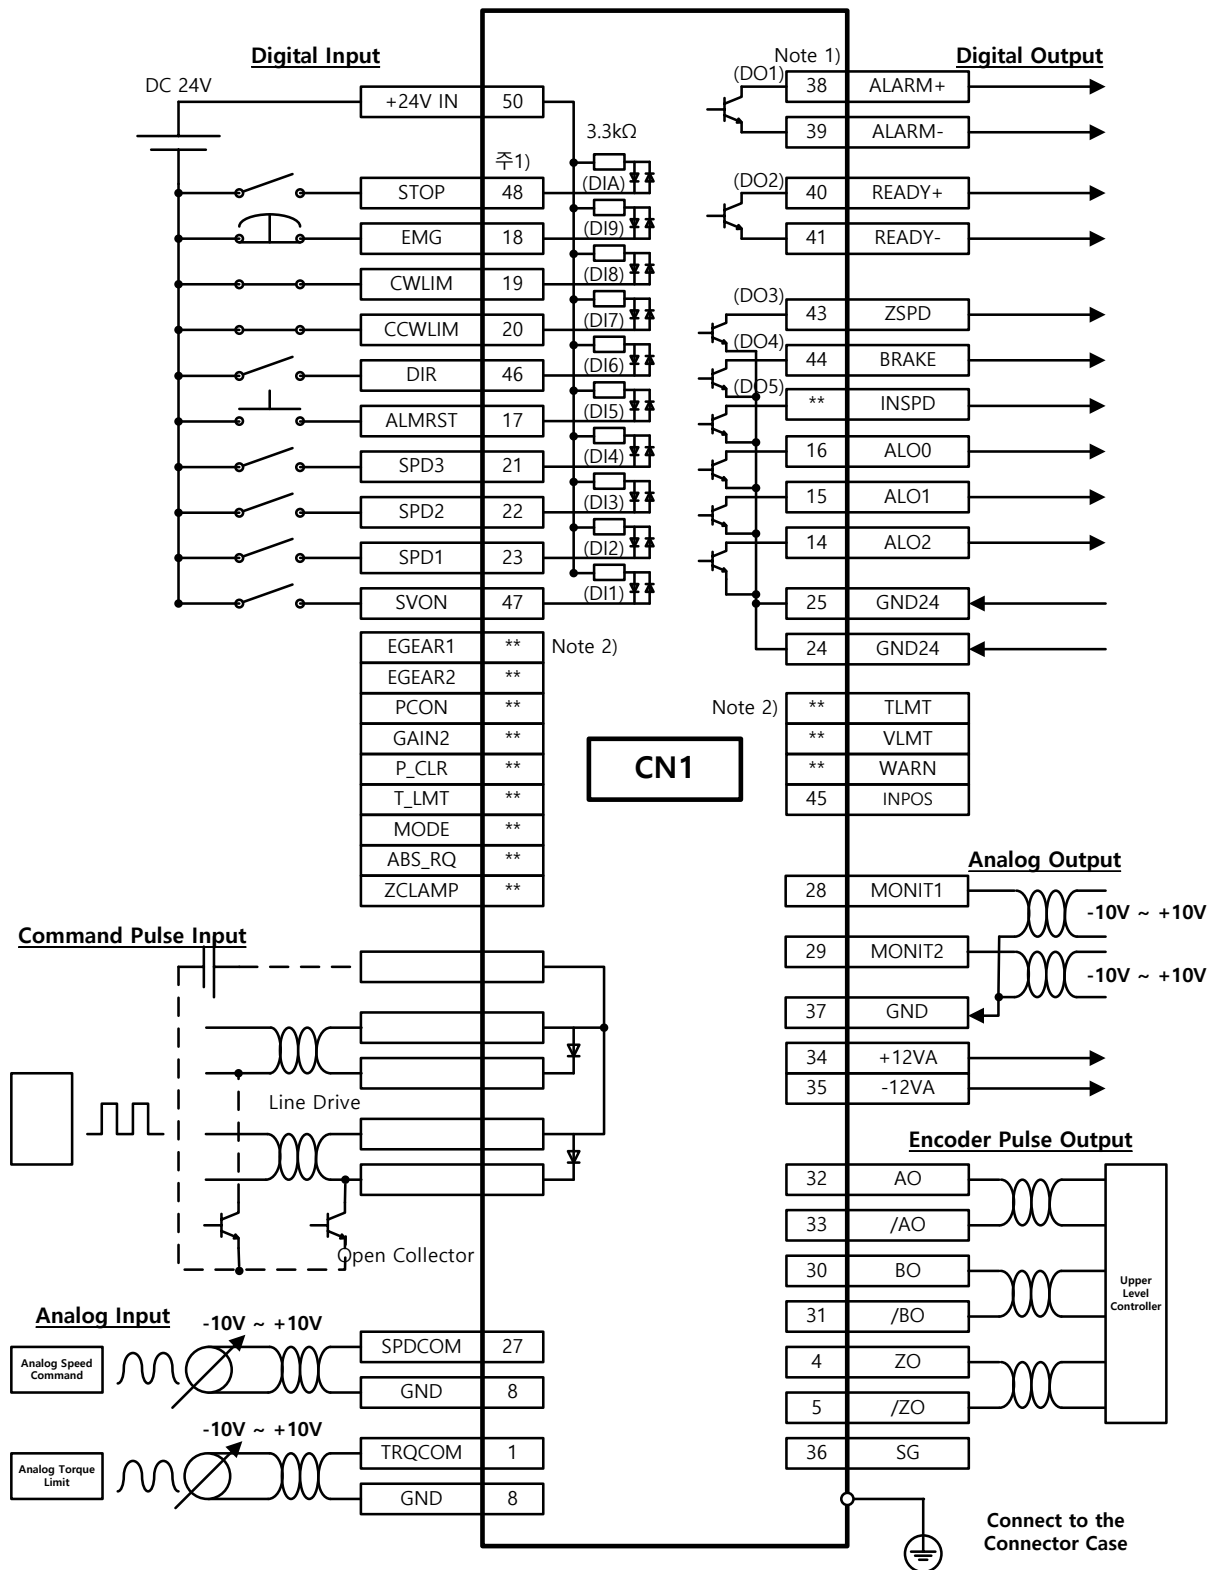 Digital Input
DC 24V
+24V IN 50
3.3kΩ
주1)
STOP 48 (DIA)
EMG 18 (DI9)
CWLIM 19 (DI8)
CCWLIM 20 (DI7)
DIR 46 (DI6)
ALMRST 17 (DI5)
SPD3 21 (DI4)
SPD2 22 (DI3)
SPD1 23 (DI2)
SVON 47 (DI1)
EGEAR1 ** Note 2)
EGEAR2 **
PCON **
GAIN2 **
P_CLR **
T_LMT **
MODE **
ABS_RQ **
ZCLAMP **
CN1
Note 1)
Digital Output
(DO1) 38 ALARM+
39 ALARM-
(DO2) 40 READY+
41 READY-
(DO3) 43 ZSPD
(DO4) 44 BRAKE
(DO5) ** INSPD
16 ALO0
15 ALO1
14 ALO2
25 GND24
24 GND24
Note 2) ** TLMT
** VLMT
** WARN
45 INPOS
Analog Output
28 MONIT1 -10V ~ +10V
29 MONIT2 -10V ~ +10V
37 GND
34 +12VA
35 -12VA
Command Pulse Input
Line Drive
Open Collector
Encoder Pulse Output
32 AO
33 /AO
30 BO
31 /BO
4 ZO
5 /ZO
36 SG
Upper
Level
Controller
Analog Input
-10V ~ +10V
Analog Speed
Command
SPDCOM 27
GND 8
-10V ~ +10V
Analog Torque
Limit
TRQCOM 1
GND 8
Connect to the
Connector Case